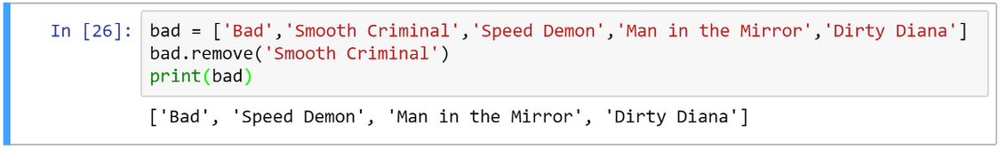 In [26]: bad = ['Bad','Smooth Criminal','Speed Demon','Man in the Mirror','Dirty Diana']
bad.remove('Smooth Criminal')
print(bad)
['Bad', 'Speed Demon', 'Man in the Mirror', 'Dirty Diana']